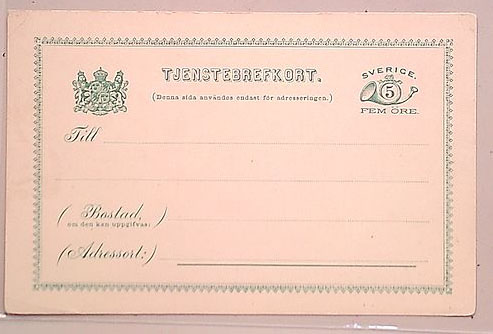 TJENSTEBREFKORT.
(Denna sida användes endast för adresseringen.)
SVERIGE.
5
FEM ÖRE.
Till
(Bostad,)
om den kan uppgifvas:
(Adressort:)